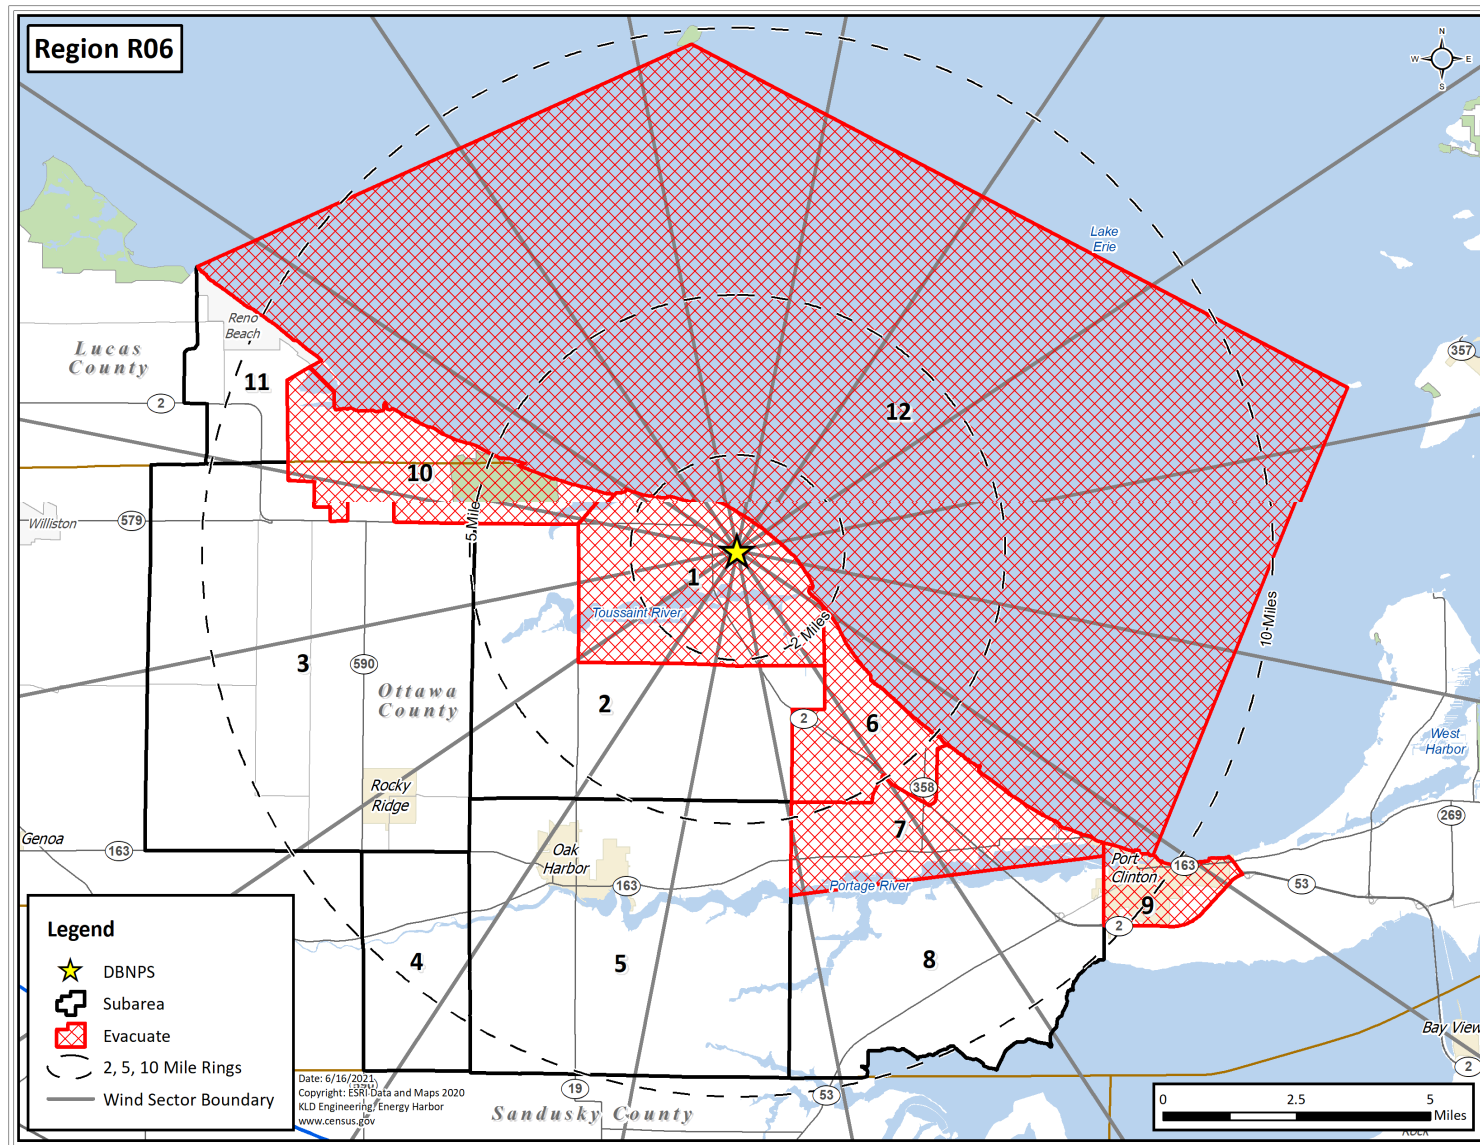 Region R06
N
W
E
S
Lake
Erie
Reno
Beach
Lucas
County
357
11
12
2
10
Williston
579
5 Mile
1
Toussaint River
2 Miles
10 Miles
3
590
Ottawa
County
2
2
6
West
Harbor
Rocky
Ridge
358
7
269
Genoa
163
Oak
Harbor
Port
Clinton
163
163
Portage River
53
9
2
4
5
8
Legend
DBNPS
Subarea
Evacuate
2, 5, 10 Mile Rings
Wind Sector Boundary
Date: 6/16/2021
Copyright: ESRI Data and Maps 2020
KLD Engineering, Energy Harbor
www.census.gov
590
19
53
Sandusky County
Bay View
2
0
2.5
5
Miles
Rock